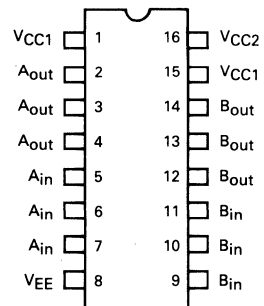 VCC1 1 16 VCC2
Aout 2 15 VCC1
Aout 3 14 Bout
Aout 4 13 Bout
Ain 5 12 Bout
Ain 6 11 Bin
Ain 7 10 Bin
VEE 8 9 Bin